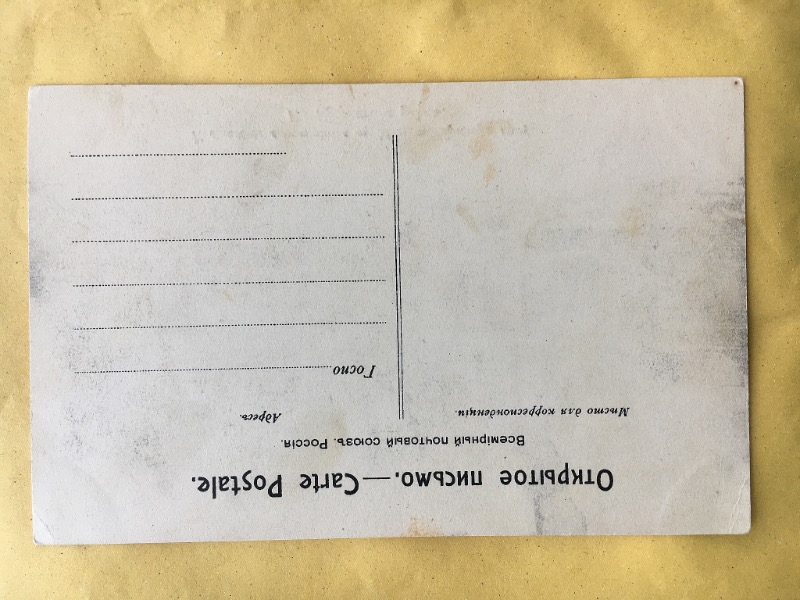 Открытое письмо.—Carte Postale.
Всемірный почтовый союзъ. Россія.
Мѣсто для корреспонденціи.
Адресъ.
Госпо